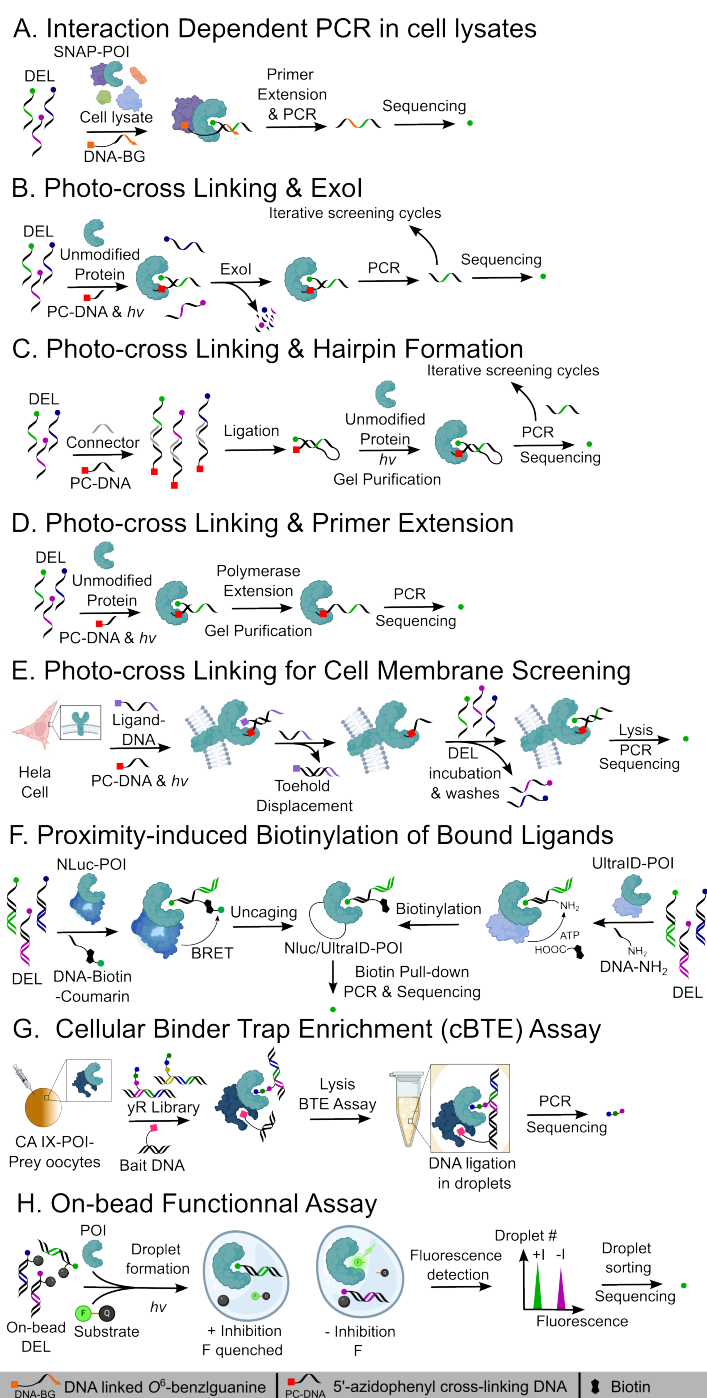 A. Interaction Dependent PCR in cell lysates
SNAP-POI
DEL
Cell lysate
DNA-BG
Primer
Extension
& PCR
Sequencing
B. Photo-cross Linking & ExoI
Iterative screening cycles
DEL
Unmodified
Protein
PC-DNA & hv
ExoI
PCR
Sequencing
C. Photo-cross Linking & Hairpin Formation
Iterative screening cycles
DEL
Connector
PC-DNA
Ligation
Unmodified
Protein
hv
Gel Purification
PCR
Sequencing
D. Photo-cross Linking & Primer Extension
DEL
Unmodified
Protein
PC-DNA & hv
Polymerase
Extension
Gel Purification
PCR
Sequencing
E. Photo-cross Linking for Cell Membrane Screening
Hela
Cell
Ligand-
DNA
PC-DNA & hv
Toehold
Displacement
DEL
incubation
& washes
Lysis
PCR
Sequencing
F. Proximity-induced Biotinylation of Bound Ligands
NLuc-POI
DEL
DNA-Biotin
-Coumarin
BRET
Uncaging
Nluc/UltraID-POI
Biotin Pull-down
PCR & Sequencing
Biotinylation
NH2
ATP
HOOC
UltraID-POI
NH2
DNA-NH2
DEL
G. Cellular Binder Trap Enrichment (cBTE) Assay
CA IX-POI-
Prey oocytes
yR Library
Bait DNA
Lysis
BTE Assay
DNA ligation
in droplets
PCR
Sequencing
H. On-bead Functionnal Assay
POI
On-bead
DEL
F
Q
Substrate
Droplet
formation
hv
F
Q
+ Inhibition
F quenched
F
Q
- Inhibition
F
Fluorescence
detection
Droplet #
+I -I
Fluorescence
Droplet
sorting
Sequencing
DNA-BG DNA linked O6-benzlguanine
PC-DNA 5'-azidophenyl cross-linking DNA
Biotin